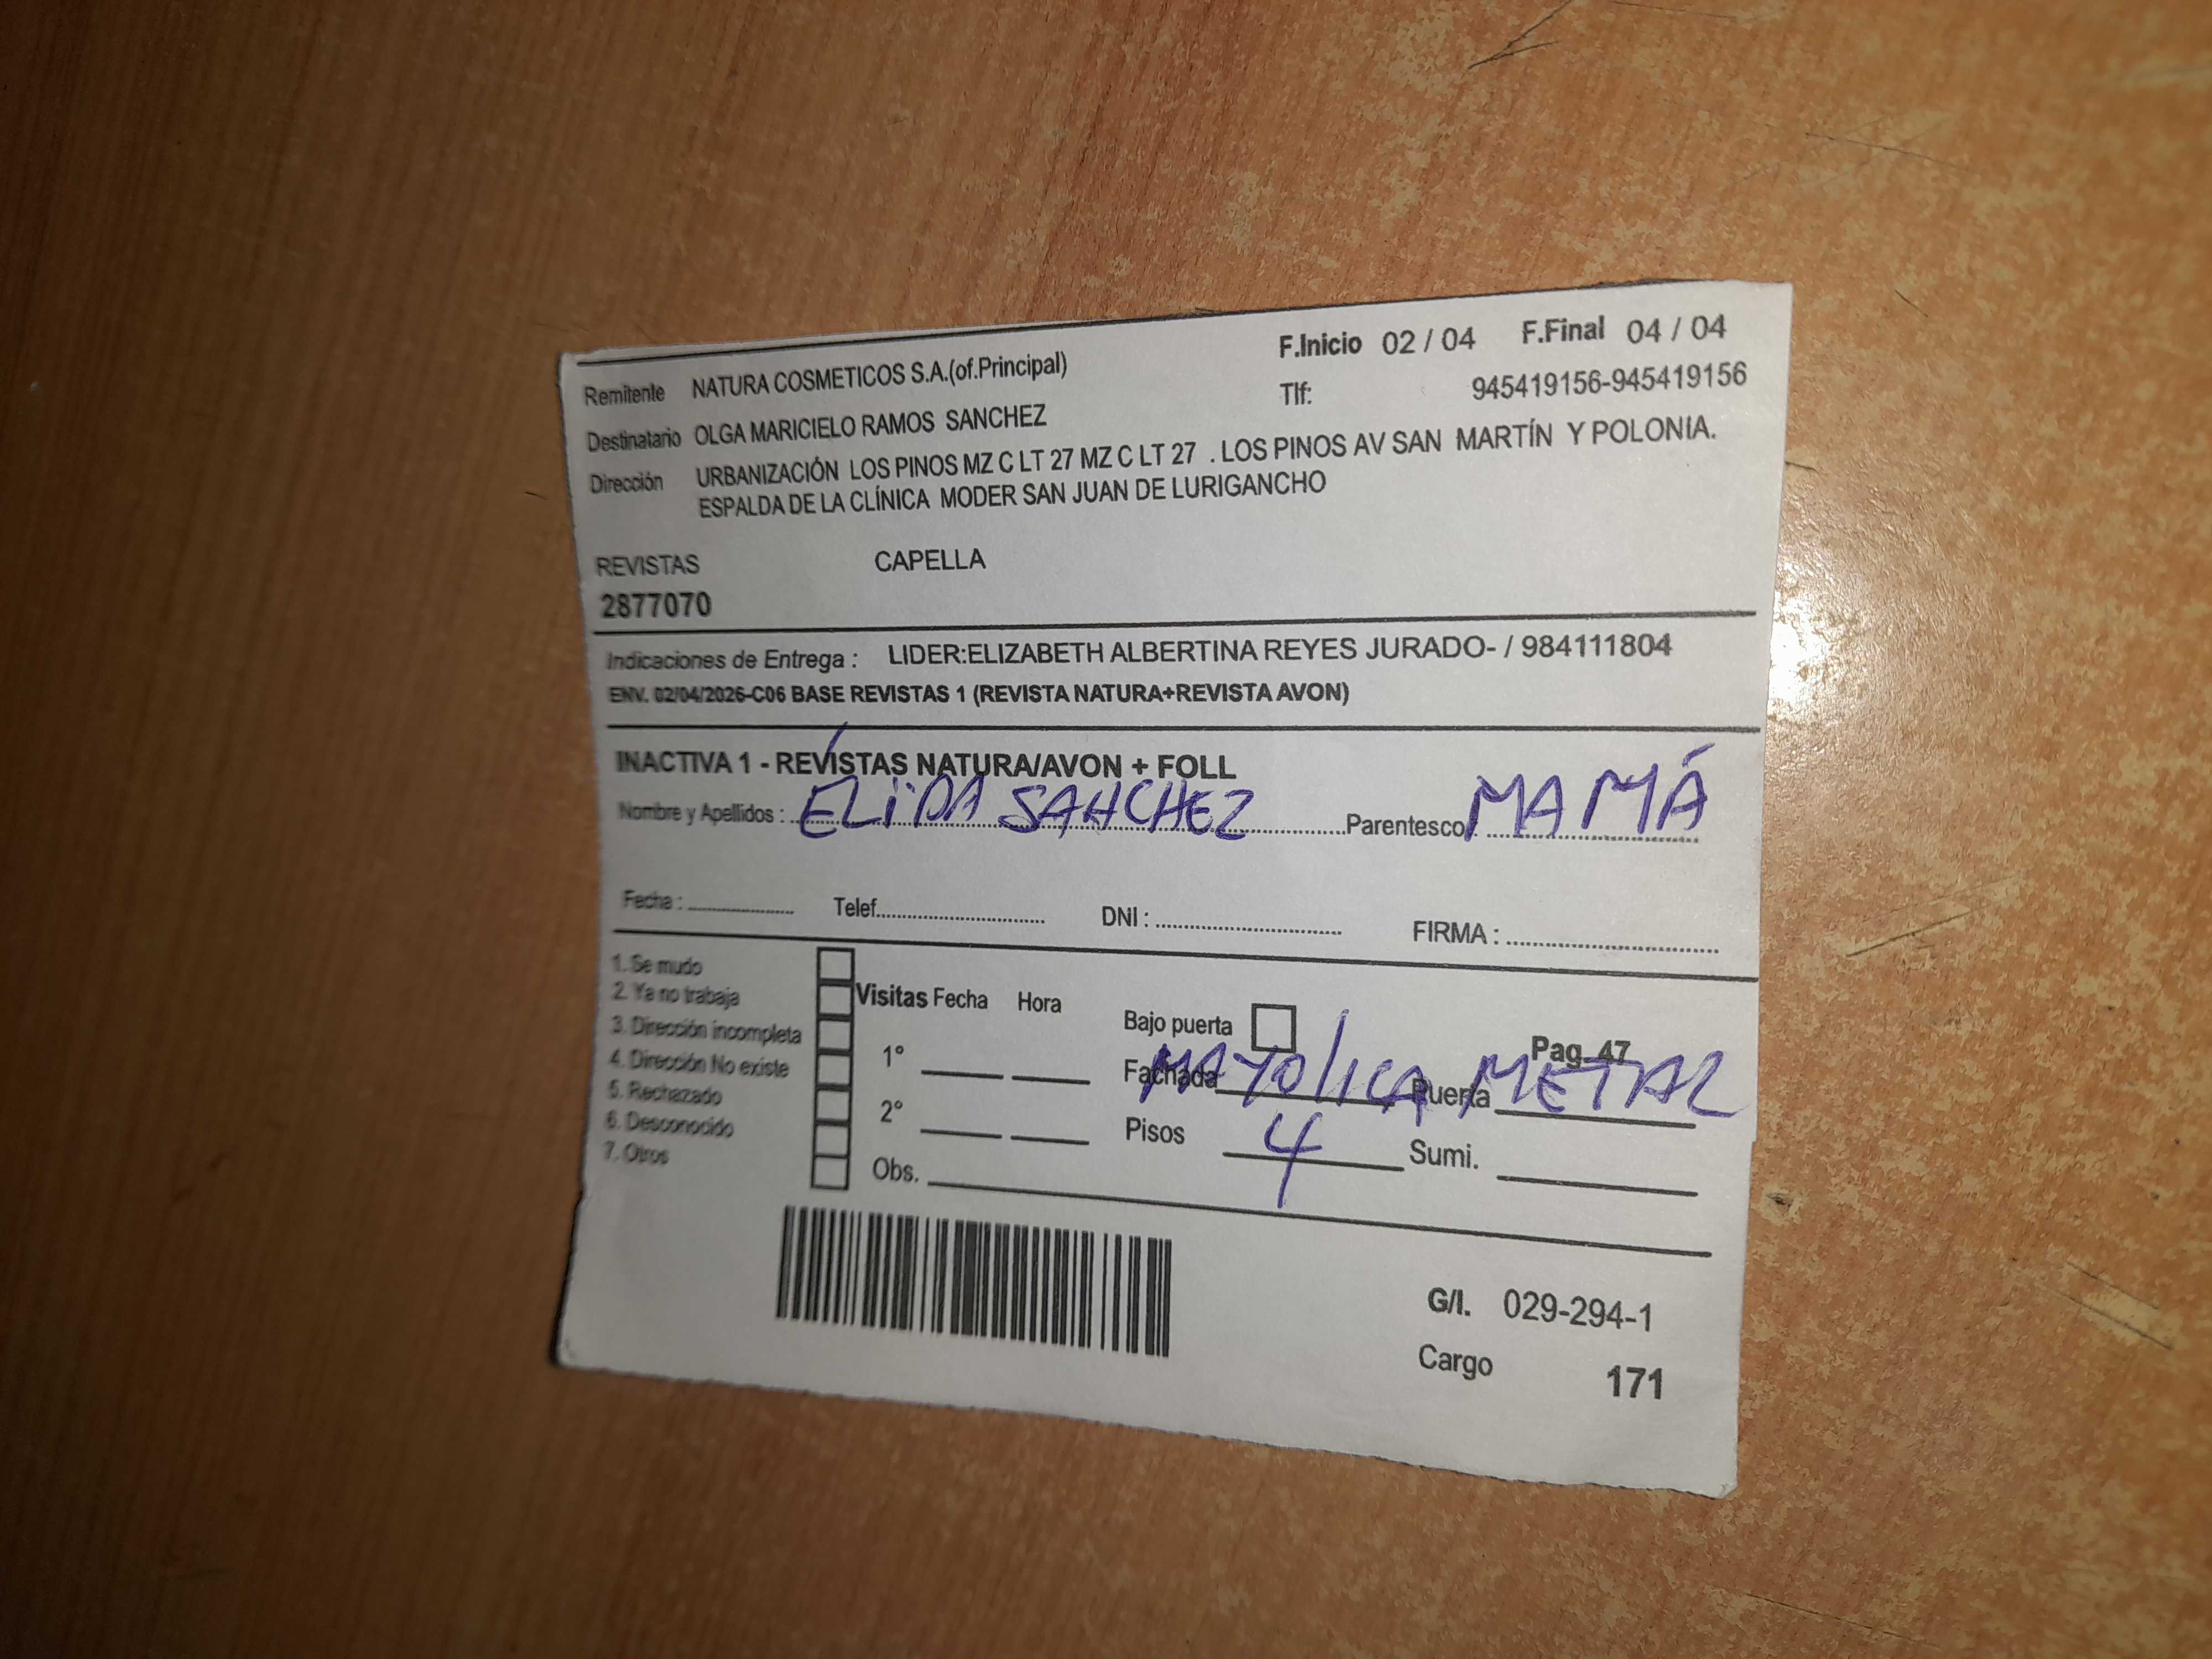 F.Inicio 02 / 04 F.Final 04 / 04
Remitente NATURA COSMETICOS S.A.(of.Principal)
Tlf: 945419156-945419156
Destinatario OLGA MARICIELO RAMOS SANCHEZ
Dirección URBANIZACIÓN LOS PINOS MZ C LT 27 MZ C LT 27 . LOS PINOS AV SAN MARTÍN Y POLONIA.
ESPALDA DE LA CLÍNICA MODER SAN JUAN DE LURIGANCHO
REVISTAS CAPELLA
2877070
Indicaciones de Entrega : LIDER:ELIZABETH ALBERTINA REYES JURADO- / 984111804
ENV. 02/04/2026-C06 BASE REVISTAS 1 (REVISTA NATURA+REVISTA AVON)
INACTIVA 1 - REVISTAS NATURA/AVON + FOLL
Nombre y Apellidos : ELIDA SANCHEZ Parentesco: MAMÁ
Fecha : Telef. DNI : FIRMA :
1. Se mudo
2. Ya no trabaja
3. Dirección incompleta
4. Dirección No existe
5. Rechazado
6. Desconocido
7. Otros
Visitas Fecha Hora
1°
2°
Obs.
Bajo puerta Pag. 47
Fachada MAYOLICA Puerta METAL
Pisos 4 Sumi.
G/I. 029-294-1
Cargo 171